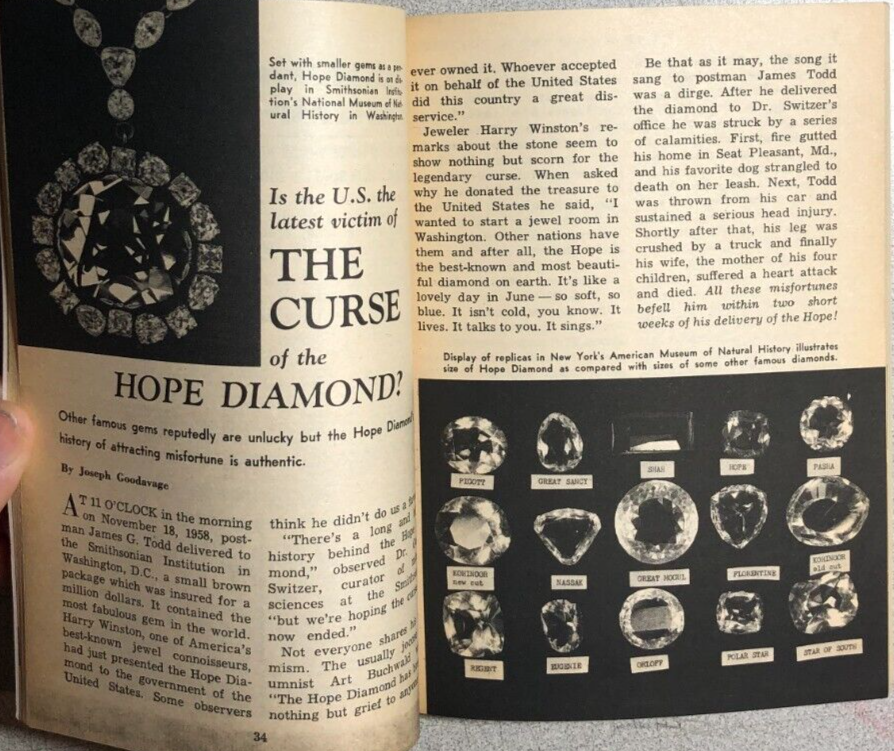 Set with smaller gems as a pen-
dant, Hope Diamond is on dis-
play in Smithsonian Institu-
tion's National Museum of Nat-
ural History in Washington.
Is the U.S. the
latest victim of
THE
CURSE
of the
HOPE DIAMOND?
Other famous gems reputedly are unlucky but the Hope Diamond
history of attracting misfortune is authentic.
By Joseph Goodavage
AT 11 O'CLOCK in the morning
on November 18, 1958, post-
man James G. Todd delivered to
the Smithsonian Institution in
Washington, D.C., a small brown
package which was insured for a
million dollars. It contained the
most fabulous gem in the world.
Harry Winston, one of America's
best-known jewel connoisseurs,
had just presented the Hope Dia-
mond to the government of the
United States. Some observers
think he didn't do us a
"There's a long and
history behind the Hope
mond," observed Dr.
Switzer, curator of
sciences at the
"but we're hoping the
now ended."
Not everyone shares his
mism. The usually
umnist Art Buchwald
"The Hope Diamond has
nothing but grief to
34
ever owned it. Whoever accepted
it on behalf of the United States
did this country a great dis-
service."
Jeweler Harry Winston's re-
marks about the stone seem to
show nothing but scorn for the
legendary curse. When asked
why he donated the treasure to
the United States he said, "I
wanted to start a jewel room in
Washington. Other nations have
them and after all, the Hope is
the best-known and most beauti-
ful diamond on earth. It's like a
lovely day in June — so soft, so
blue. It isn't cold, you know. It
lives. It talks to you. It sings."
Be that as it may, the song it
sang to postman James Todd
was a dirge. After he delivered
the diamond to Dr. Switzer's
office he was struck by a series
of calamities. First, fire gutted
his home in Seat Pleasant, Md.,
and his favorite dog strangled to
death on her leash. Next, Todd
was thrown from his car and
sustained a serious head injury.
Shortly after that, his leg was
crushed by a truck and finally
his wife, the mother of his four
children, suffered a heart attack
and died. All these misfortunes
befell him within two short
weeks of his delivery of the Hope!
Display of replicas in New York's American Museum of Natural History illustrates
size of Hope Diamond as compared with sizes of some other famous diamonds.
PIGOTT
GREAT SANCY
SHAH
HOPE
PASHA
KOHINOOR
new cut
NASSAK
GREAT MOGUL
FLORENTINE
KOHINOOR
old cut
REGENT
EUGENIE
ORLOFF
POLAR STAR
STAR OF SOUTH